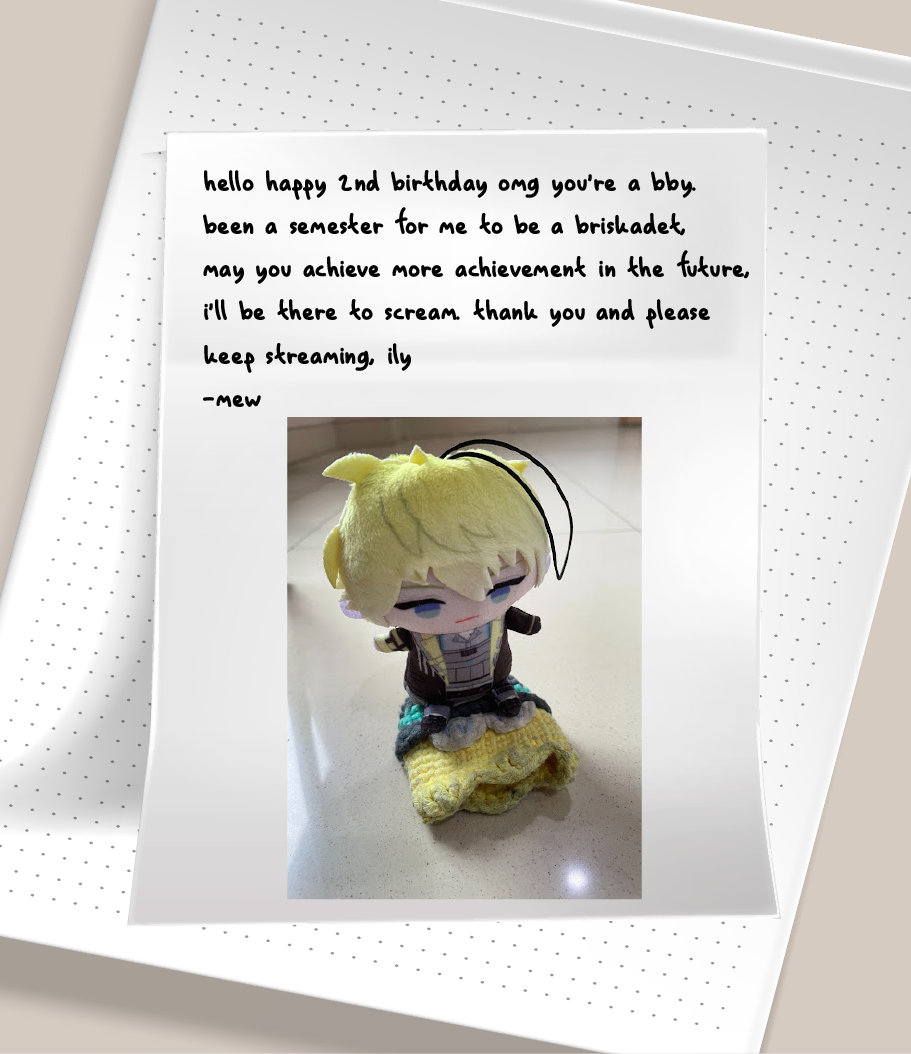 hello happy 2nd birthday omg you're a bby.
been a semester for me to be a briskadet,
may you achieve more achievement in the future,
i'll be there to scream. thank you and please
keep streaming, ily
-mew